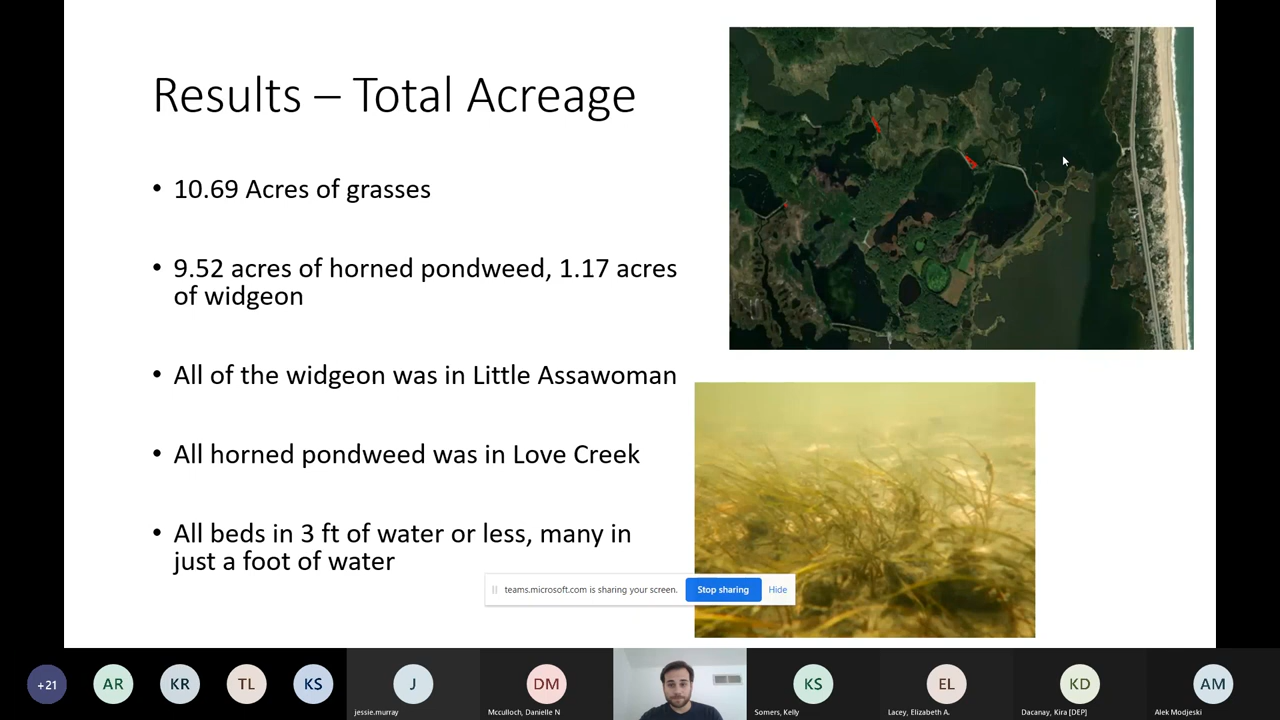 Results – Total Acreage
• 10.69 Acres of grasses
• 9.52 acres of horned pondweed, 1.17 acres
of widgeon
• All of the widgeon was in Little Assawoman
• All horned pondweed was in Love Creek
• All beds in 3 ft of water or less, many in
just a foot of water
teams.microsoft.com is sharing your screen.
Stop sharing
Hide
+21
AR
KR
TL
KS
J
DM
KS
EL
KD
AM
jessie.murray
Mcculloch, Danielle N
Somers, Kelly
Lacey, Elizabeth A.
Dacanay, Kira [DEP]
Alek Modjeski